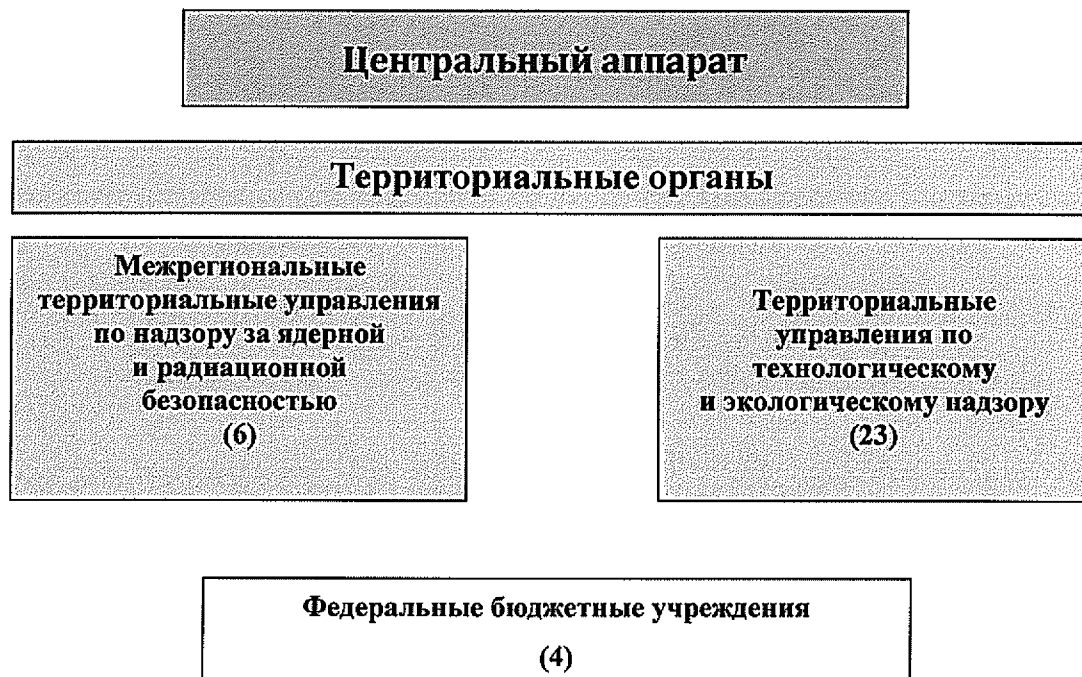 Центральный аппарат
Территориальные органы
Межрегиональные
территориальные управления
по надзору за ядерной
и радиационной
безопасностью
(6)
Территориальные
управления по
технологическому
и экологическому надзору
(23)
Федеральные бюджетные учреждения
(4)